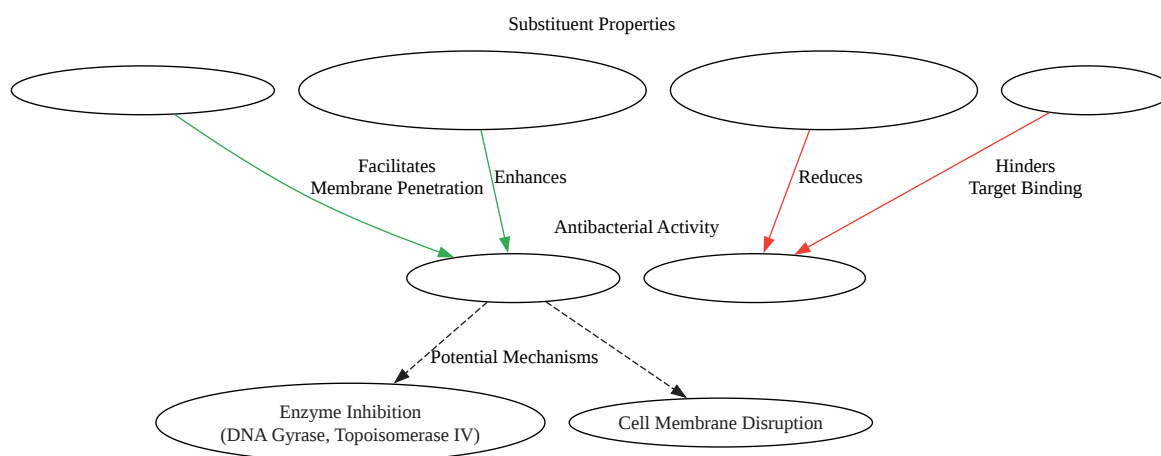 Substituent Properties
Facilitates
Membrane Penetration
Enhances
Reduces
Hinders
Target Binding
Antibacterial Activity
Potential Mechanisms
Enzyme Inhibition
(DNA Gyrase, Topoisomerase IV)
Cell Membrane Disruption